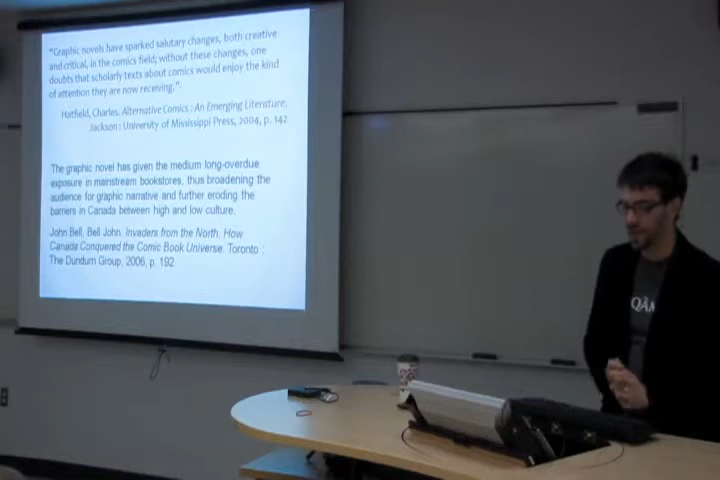 “Graphic novels have sparked salutary changes, both creative
and critical, in the comics field; without these changes, one
doubts that scholarly texts about comics would enjoy the kind
of attention they are now receiving.”
Hatfield, Charles, Alternative Comics : An Emerging Literature,
Jackson : University of Mississippi Press, 2004, p. 142
The graphic novel has given the medium long-overdue
exposure in mainstream bookstores, thus broadening the
audience for graphic narrative and further eroding the
barriers in Canada between high and low culture.
John Bell, Bell John. Invaders from the North. How
Canada Conquered the Comic Book Universe. Toronto :
The Dundurn Group, 2006, p. 192